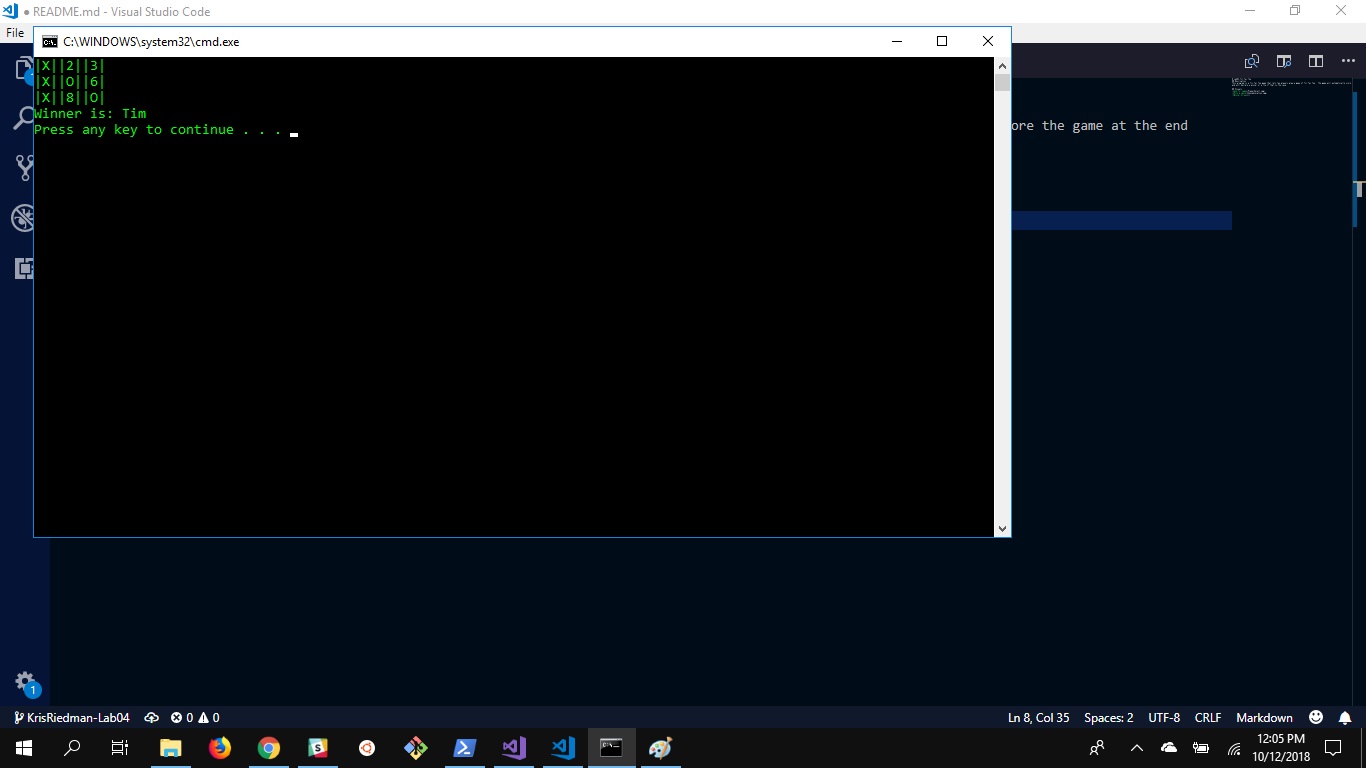 README.md - Visual Studio Code
File
C:\WINDOWS\system32\cmd.exe
|X||2||3|
|X||O||6|
|X||8||O|
Winner is: Tim
Press any key to continue . . .
ore the game at the end
1
KrisRiedman-Lab04
0
0
Ln 8, Col 35
Spaces: 2
UTF-8
CRLF
Markdown
12:05 PM
10/12/2018